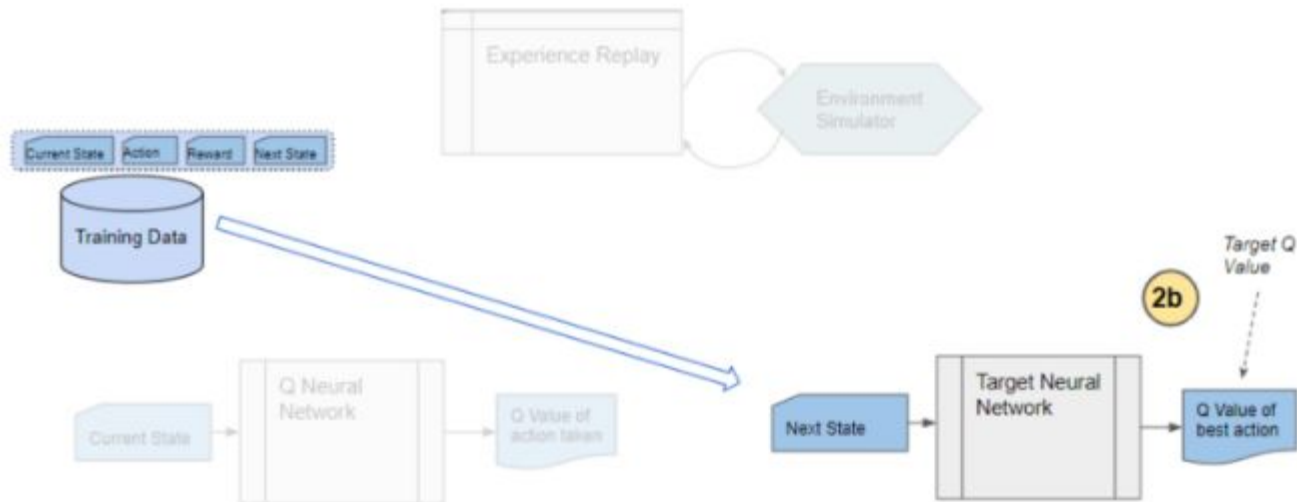 Experience Replay
Environment
Simulator
Current State
Action
Reward
Next State
Training Data
Target Q
Value
2b
Q Neural
Network
Target Neural
Network
Current State
Q Value of
action taken
Next State
Q Value of
best action